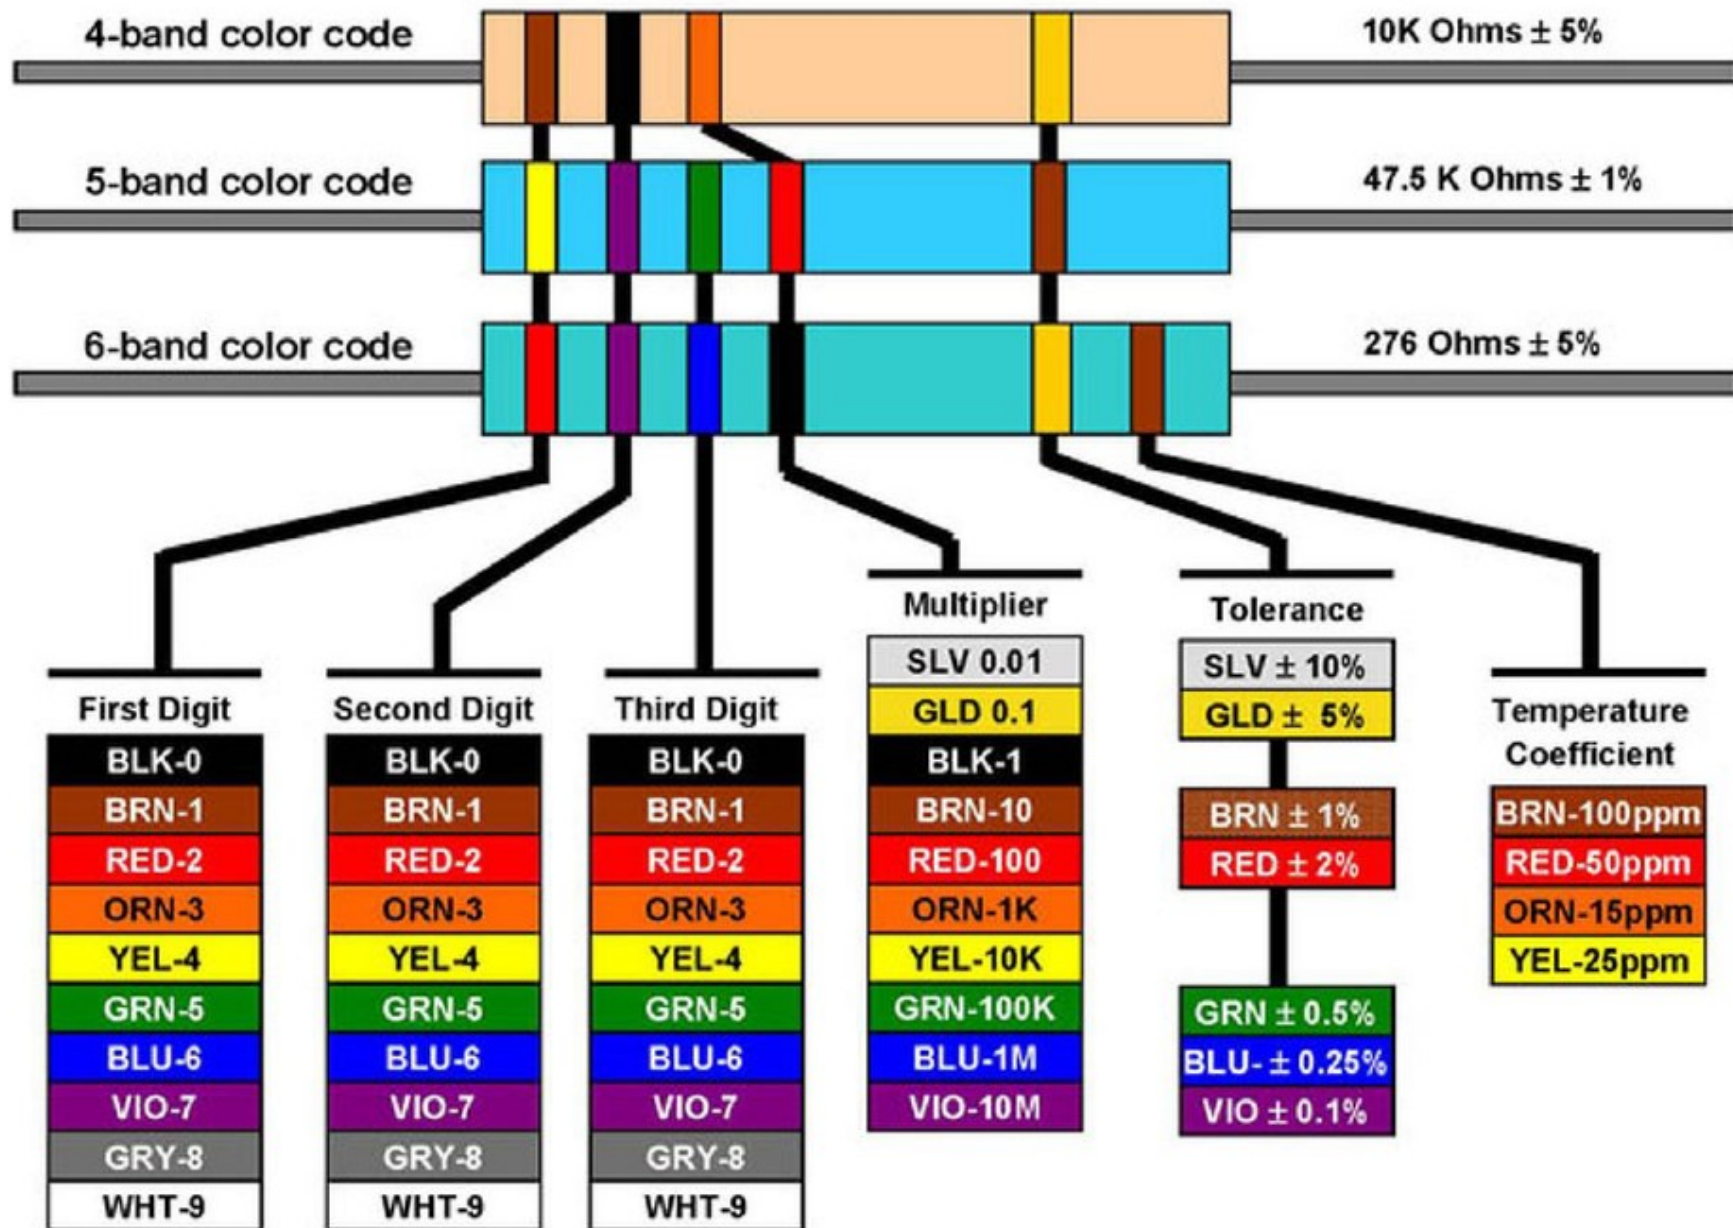 4-band color code
10K Ohms ± 5%
5-band color code
47.5 K Ohms ± 1%
6-band color code
276 Ohms ± 5%
First Digit
BLK-0
BRN-1
RED-2
ORN-3
YEL-4
GRN-5
BLU-6
VIO-7
GRY-8
WHT-9
Second Digit
BLK-0
BRN-1
RED-2
ORN-3
YEL-4
GRN-5
BLU-6
VIO-7
GRY-8
WHT-9
Third Digit
BLK-0
BRN-1
RED-2
ORN-3
YEL-4
GRN-5
BLU-6
VIO-7
GRY-8
WHT-9
Multiplier
SLV 0.01
GLD 0.1
BLK-1
BRN-10
RED-100
ORN-1K
YEL-10K
GRN-100K
BLU-1M
VIO-10M
Tolerance
SLV ± 10%
GLD ± 5%
BRN ± 1%
RED ± 2%
GRN ± 0.5%
BLU- ± 0.25%
VIO ± 0.1%
Temperature
Coefficient
BRN-100ppm
RED-50ppm
ORN-15ppm
YEL-25ppm